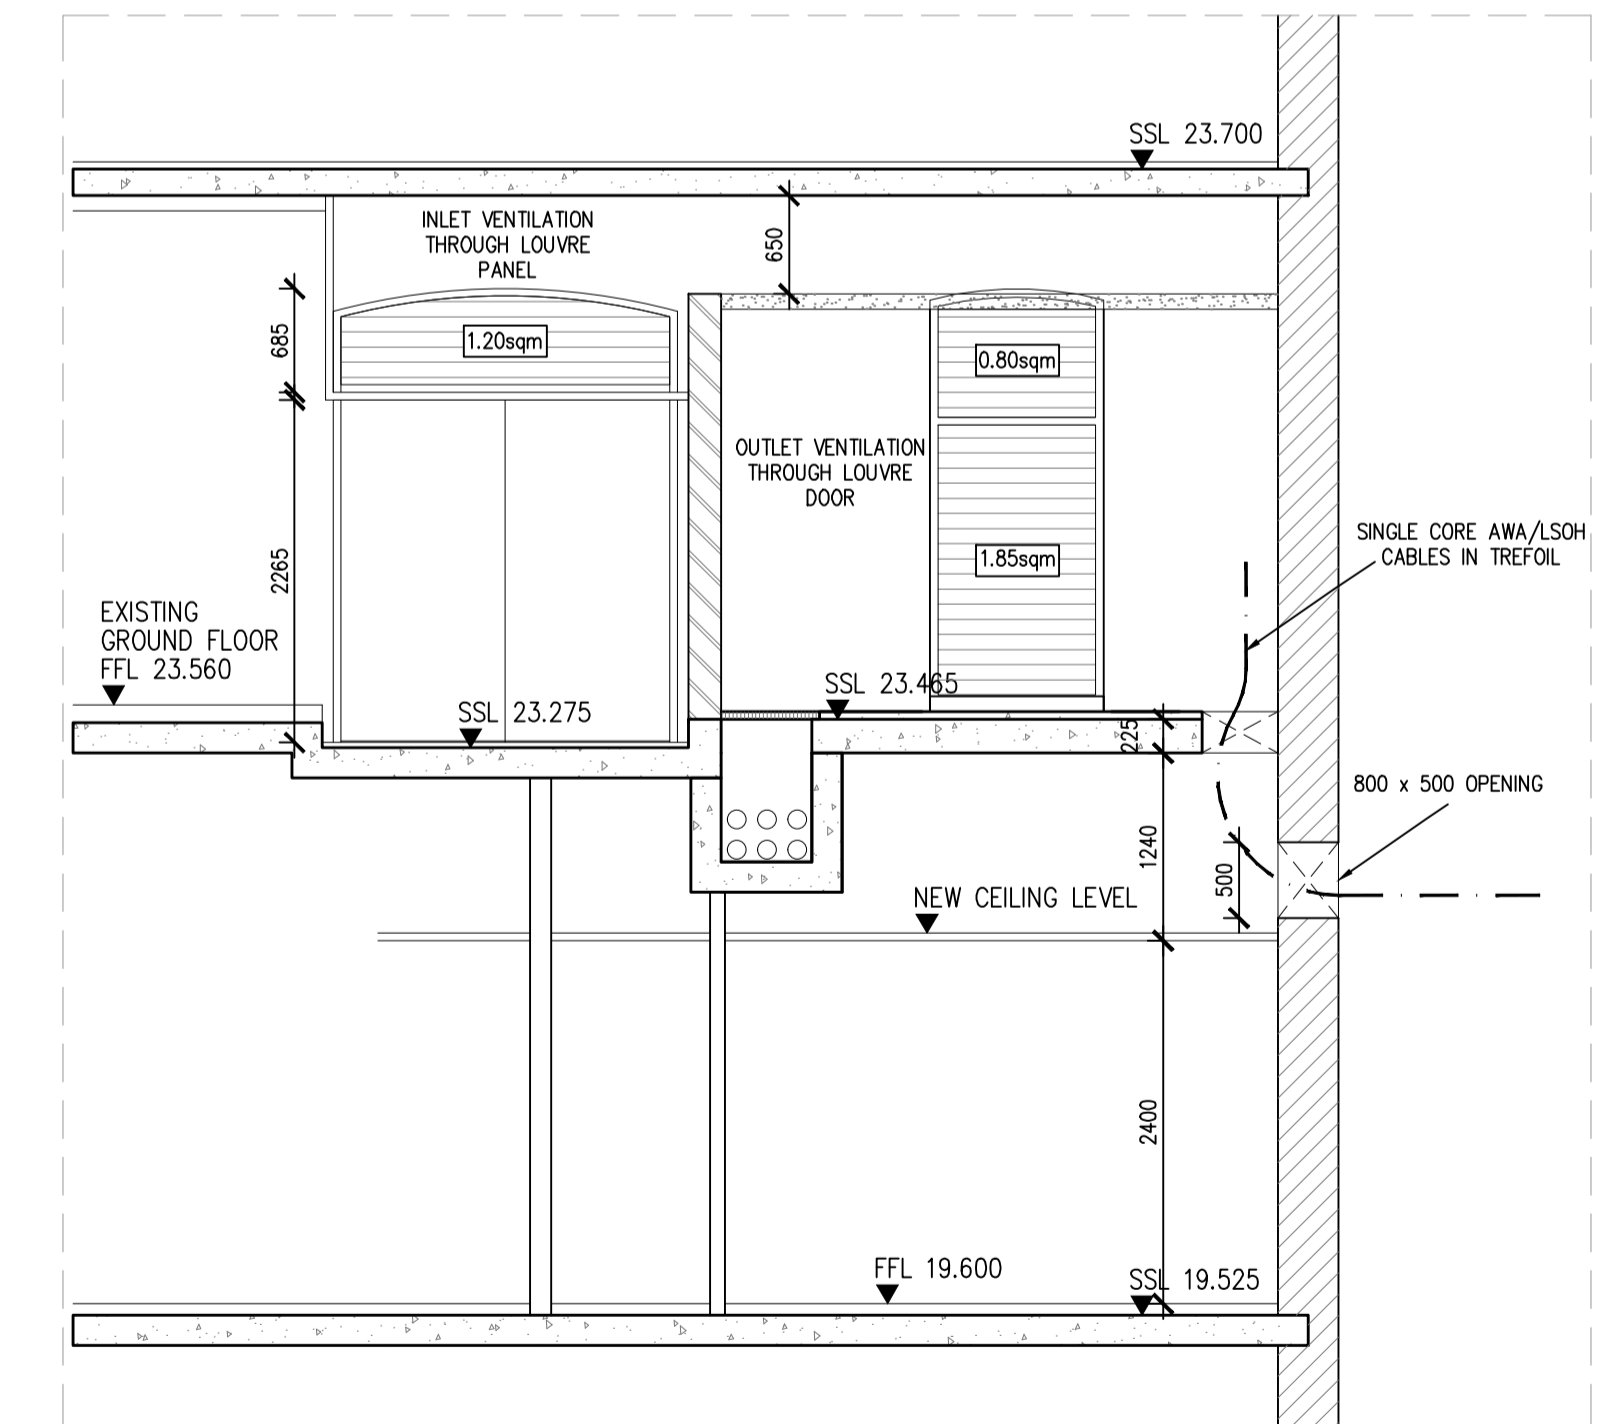 SSL 23.700
INLET VENTILATION
THROUGH LOUVRE
PANEL
650
685
1.20sqm
0.80sqm
OUTLET VENTILATION
THROUGH LOUVRE
DOOR
SINGLE CORE AWA/LSOH
CABLES IN TREFOIL
2265
1.85sqm
EXISTING
GROUND FLOOR
FFL 23.560
SSL 23.275
SSL 23.465
225
800 x 500 OPENING
1240
500
NEW CEILING LEVEL
2400
FFL 19.600
SSL 19.525